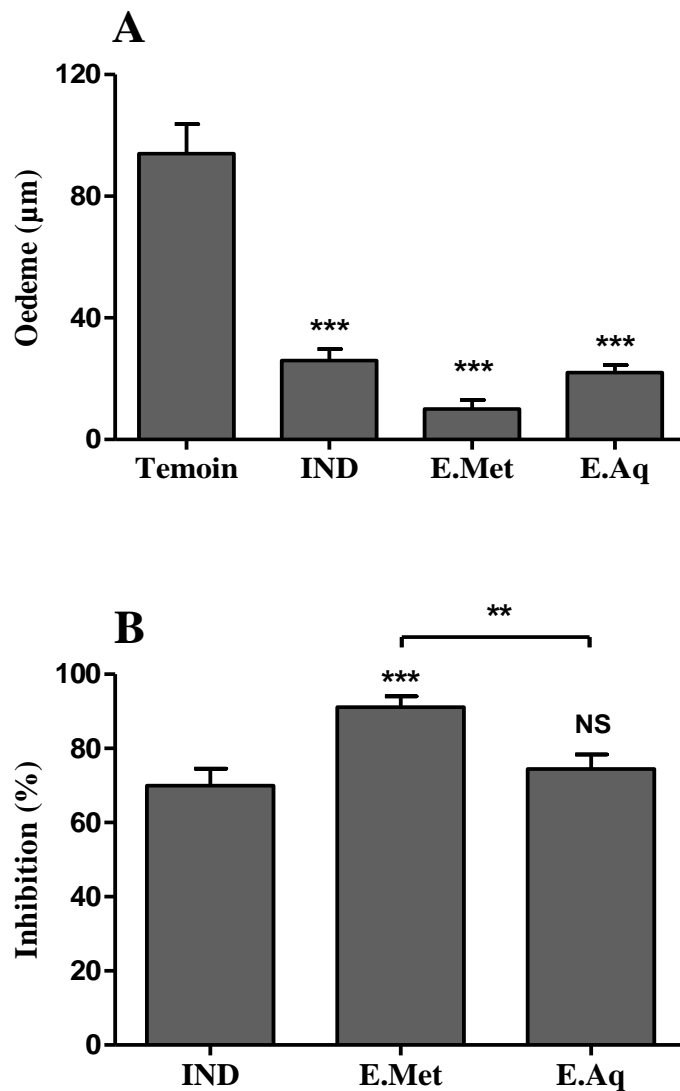 A
120
80
40
0
Oedeme (µm)
***
***
***
Temoin IND E.Met E.Aq
B
**
100
80
60
40
20
0
Inhibition (%)
***
NS
IND E.Met E.Aq